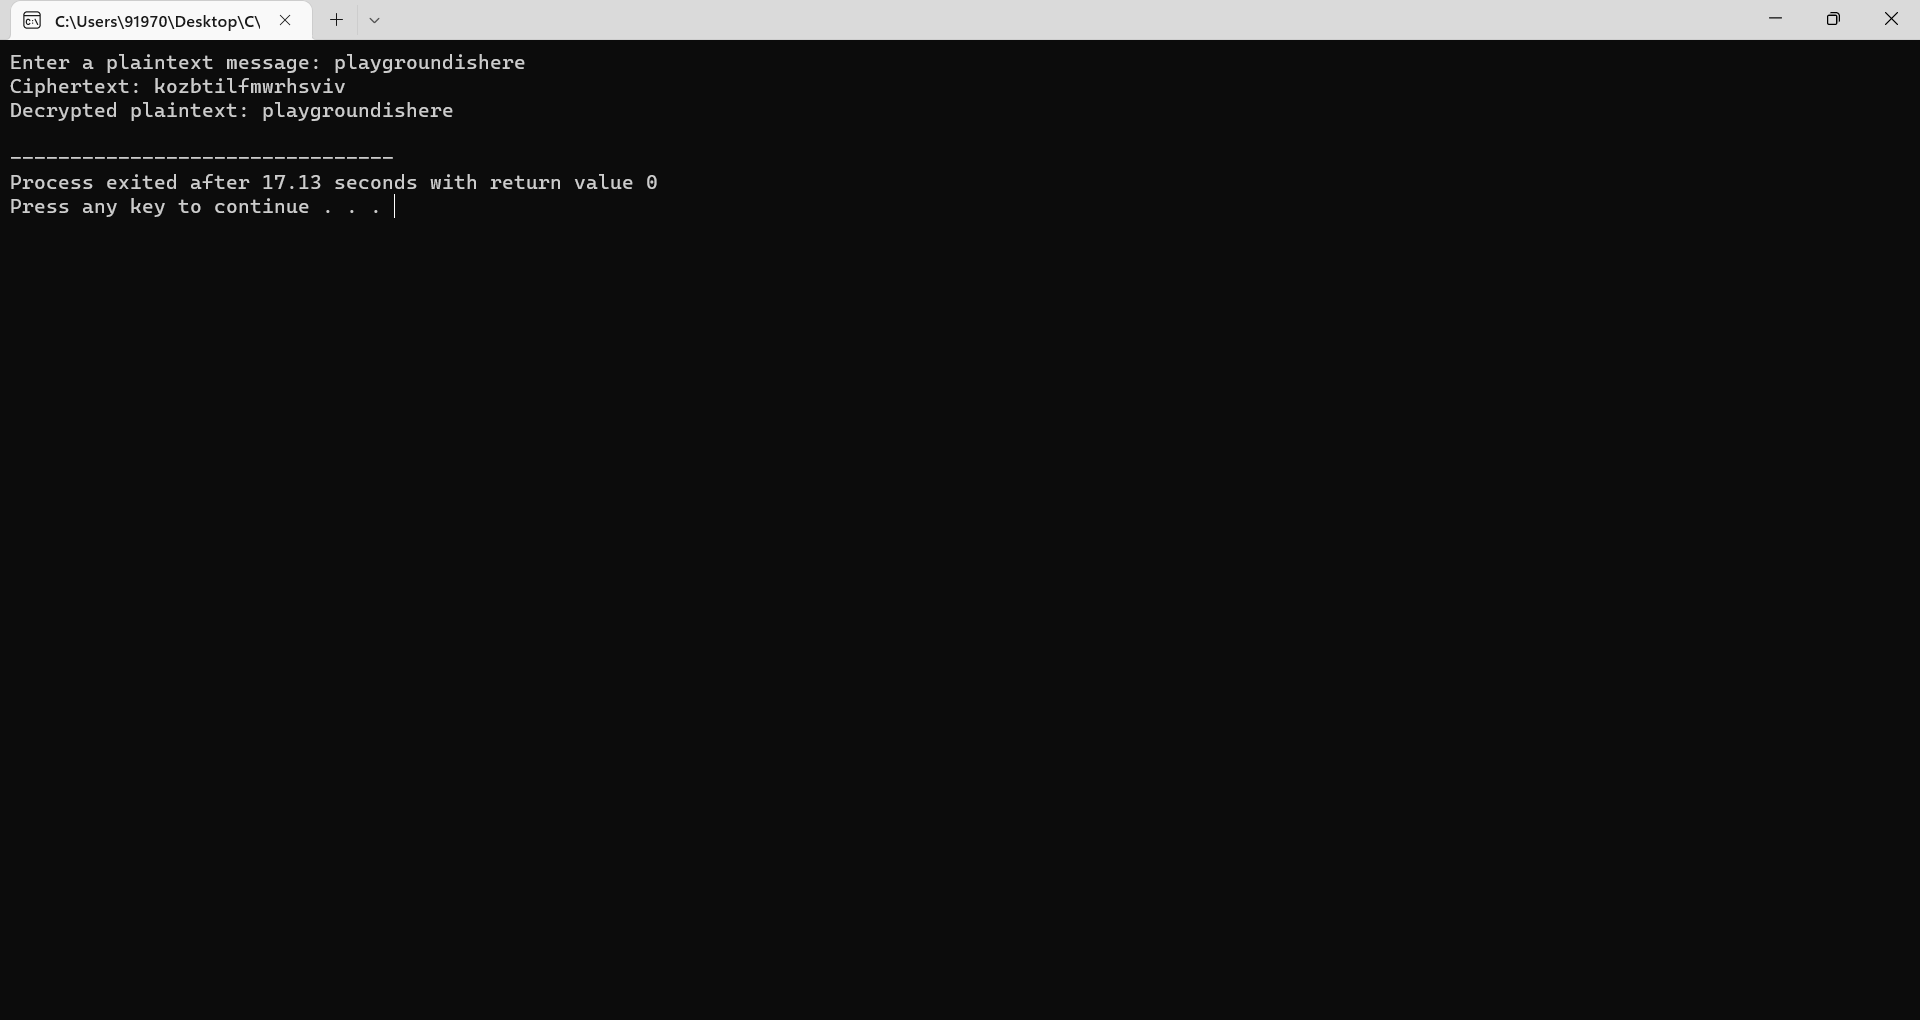 C:\Users\91970\Desktop\C\
Enter a plaintext message: playgroundishere
Ciphertext: kozbtilfmwrhsviv
Decrypted plaintext: playgroundishere
--------------------------------
Process exited after 17.13 seconds with return value 0
Press any key to continue . . .